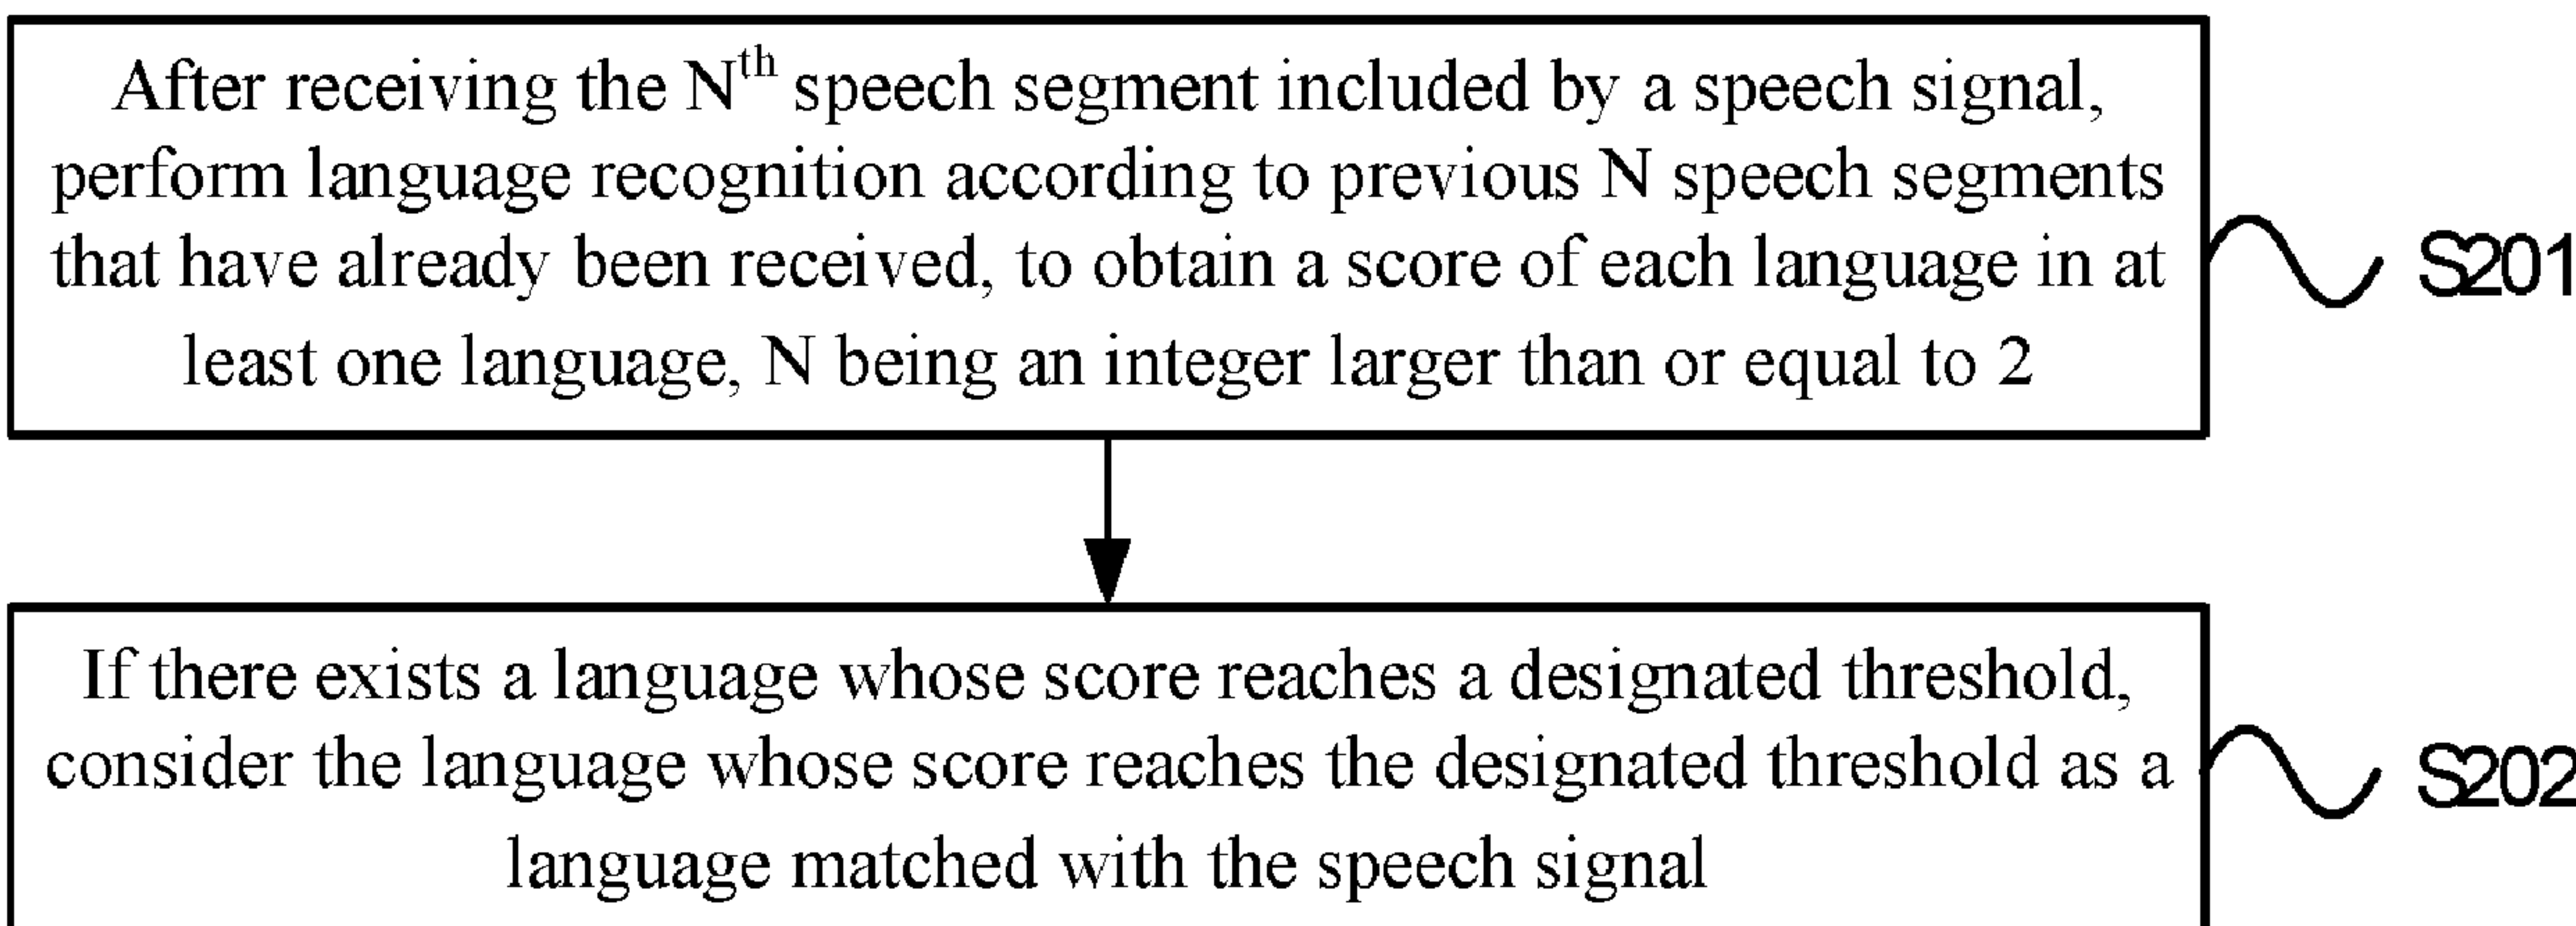 After receiving the Nth speech segment included by a speech signal,
perform language recognition according to previous N speech segments
that have already been received, to obtain a score of each language in at
least one language, N being an integer larger than or equal to 2
S201
If there exists a language whose score reaches a designated threshold,
consider the language whose score reaches the designated threshold as a
language matched with the speech signal
S202